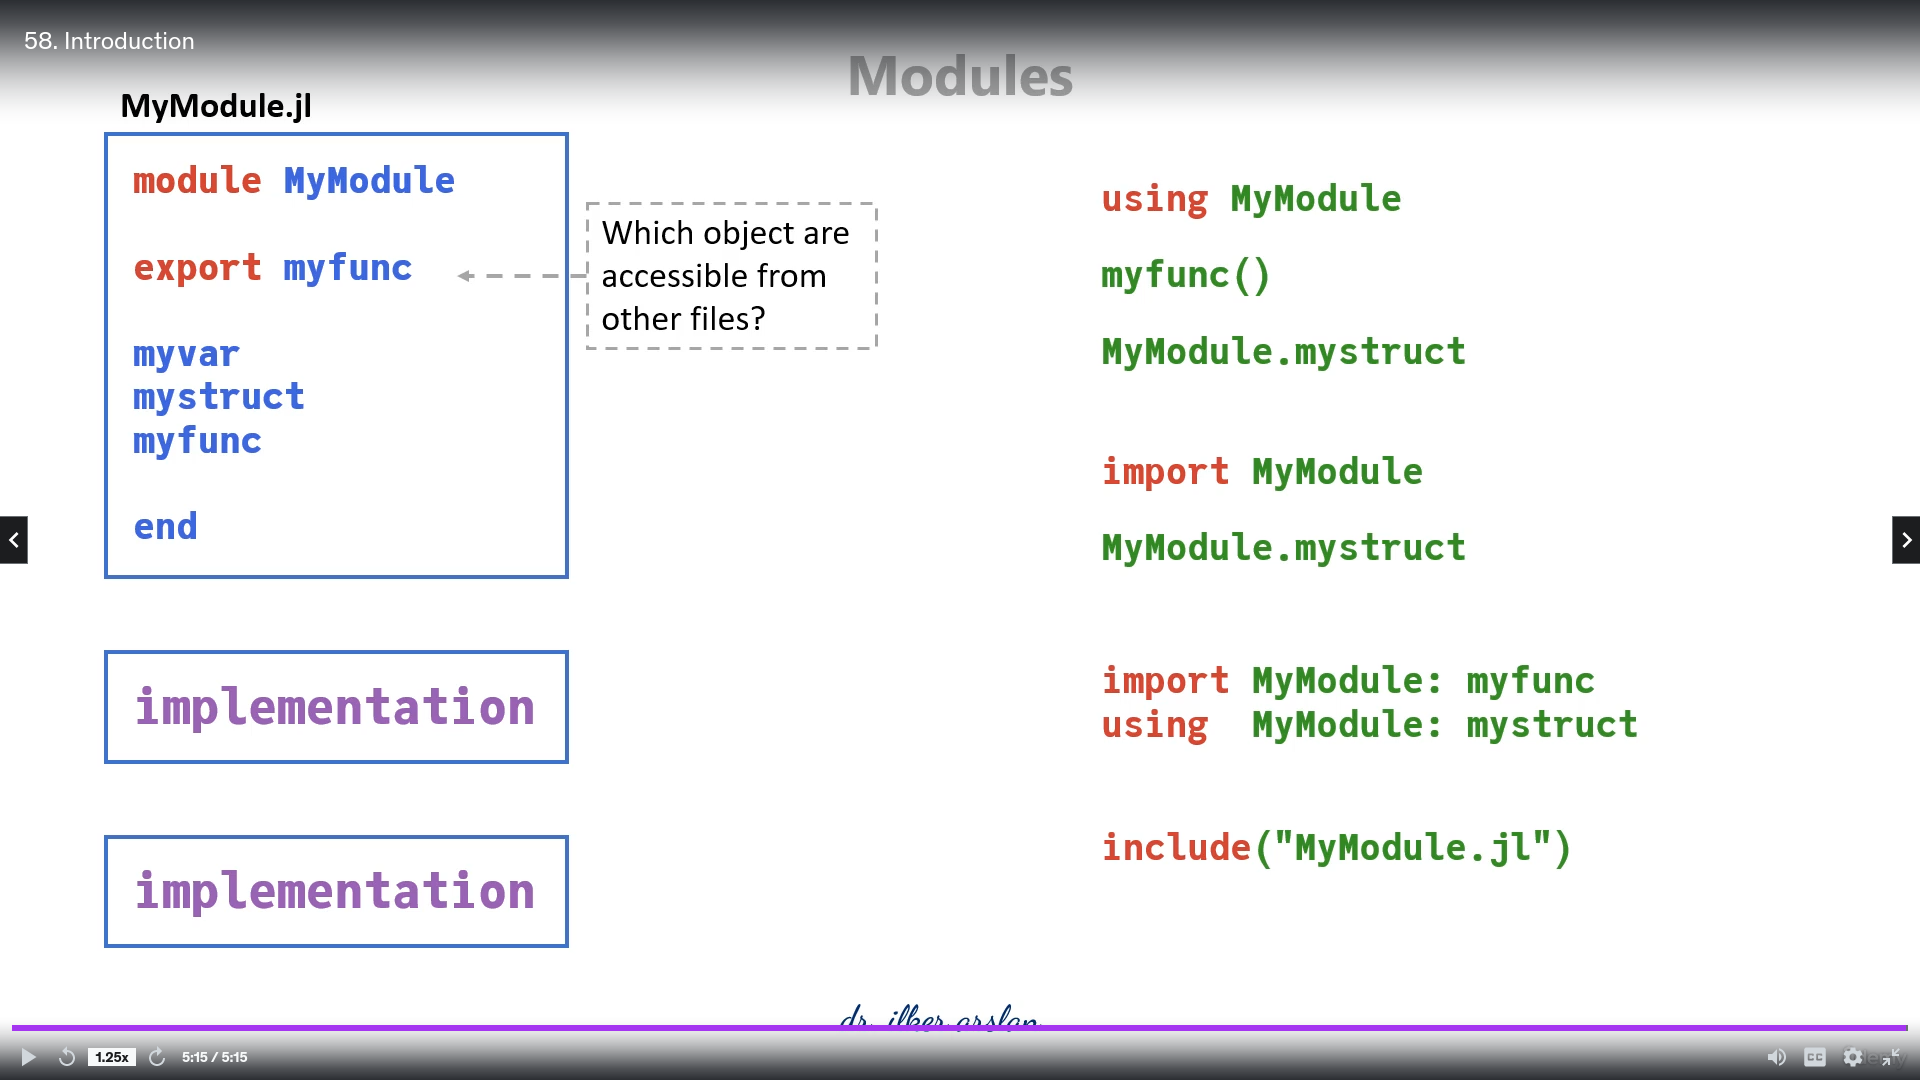 58. Introduction
Modules
MyModule.jl
module MyModule
export myfunc
myvar
mystruct
myfunc
end
Which object are
accessible from
other files?
implementation
implementation
using MyModule
myfunc()
MyModule.mystruct
import MyModule
MyModule.mystruct
import MyModule: myfunc
using  MyModule: mystruct
include("MyModule.jl")
dr. ilker arslan
1.25x
5:15 / 5:15
CC